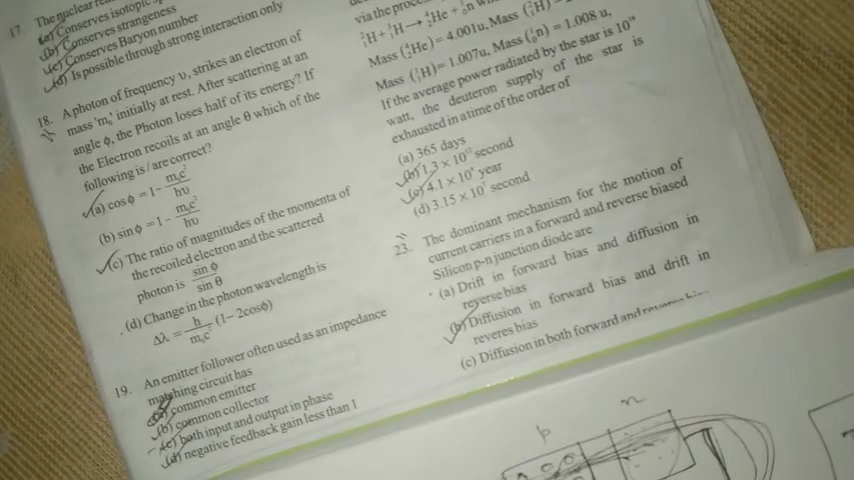 17. The nuclear
(a) Conserves isotopic
(b) Conserves strangeness
(c) Conserves Baryon number
(d) Is possible through strong interaction only
18. A photon of frequency υ, strikes an electron of
mass 'm₀' initially at rest. After scattering at an
angle ϕ, the Photon loses half of its energy? If
the Electron recoils at an angle θ which of the
following is / are correct?
(a) cos ϕ = 1 - m₀c²/hυ
(b) sin ϕ = 1 - m₀c²/hυ
(c) The ratio of magnitudes of the momenta of
the recoiled electron and the scattered
photon is sin ϕ/sin θ
(d) Change in the photon wavelength is
Δλ = h/m₀c² (1 - 2cosϕ)
19. An emitter follower often used as an impedance
matching circuit has
(a) common emitter
(b) common collector
(c) both input and output in phase
(d) negative feedback gain less than 1
via the
²₁H + ²₁H → ⁴₂He + ¹₀n
Mass (⁴₂He) = 4.001u, Mass (²₁H) =
Mass (¹₁H) = 1.007u, Mass (¹₀n) = 1.008 u,
If the average power radiated by the star is 10¹⁶
watt, the deuteron supply of the star is
exhausted in a time of the order of
(a) 365 days
(b) 1.3 × 10¹² second
(c) 4.1 × 10⁴ year
(d) 3.15 × 10⁷ second
23. The dominant mechanism for the motion of
current carriers in a forward and reverse biased
Silicon p-n junction diode are
(a) Drift in forward bias and diffusion in
reverse bias
(b) Diffusion in forward bias and drift in
reveres bias
(c) Diffusion in both forward and reverse
p n